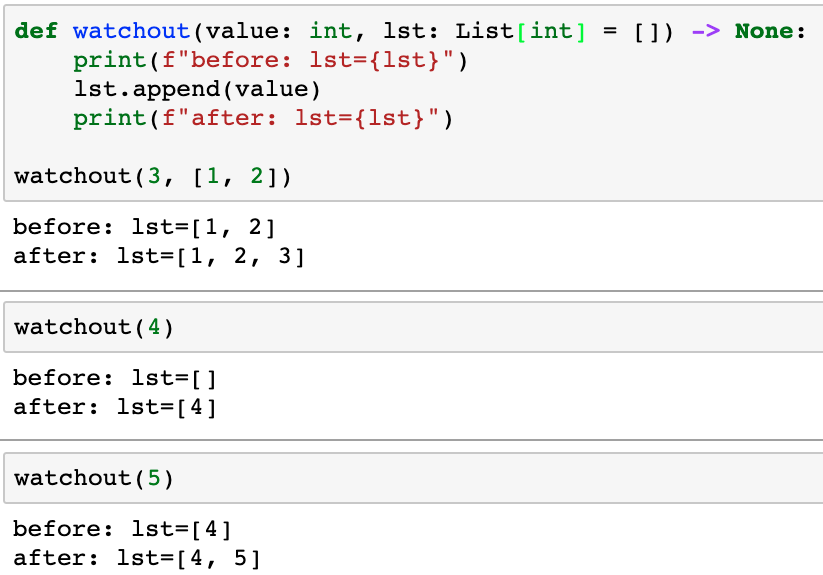 def watchout(value: int, lst: List[int] = []) -> None:
    print(f"before: lst={lst}")
    lst.append(value)
    print(f"after: lst={lst}")
watchout(3, [1, 2])
before: lst=[1, 2]
after: lst=[1, 2, 3]
watchout(4)
before: lst=[]
after: lst=[4]
watchout(5)
before: lst=[4]
after: lst=[4, 5]